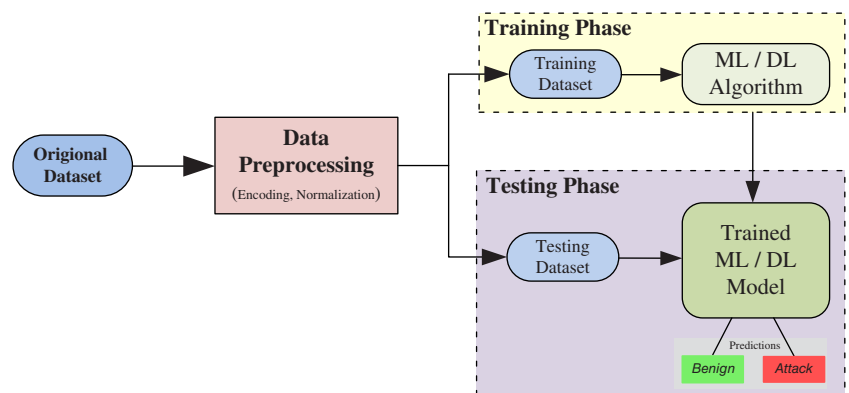 Origional
Dataset
Data
Preprocessing
(Encoding, Normalization)
Training Phase
Training
Dataset
ML / DL
Algorithm
Testing Phase
Testing
Dataset
Trained
ML / DL
Model
Predictions
Benign
Attack